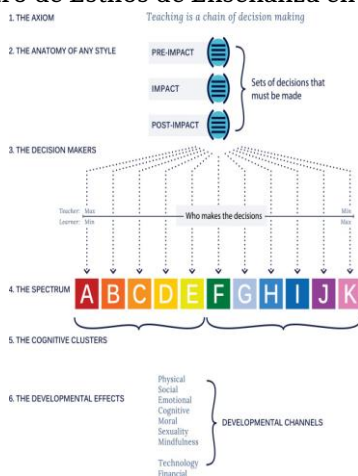 ro de Estilos de Enseñanza en
1. THE AXIOM
Teaching is a chain of decision making
2. THE ANATOMY OF ANY STYLE
PRE-IMPACT
IMPACT
POST-IMPACT
Sets of decisions that
must be made
3. THE DECISION MAKERS
Teacher: Max
Learner: Min
Who makes the decisions
Min
Max
4. THE SPECTRUM
A B C D E F G H I J K
5. THE COGNITIVE CLUSTERS
6. THE DEVELOPMENTAL EFFECTS
Physical
Social
Emotional
Cognitive
Moral
Sexuality
Mindfulness
Technology
Financial
DEVELOPMENTAL CHANNELS